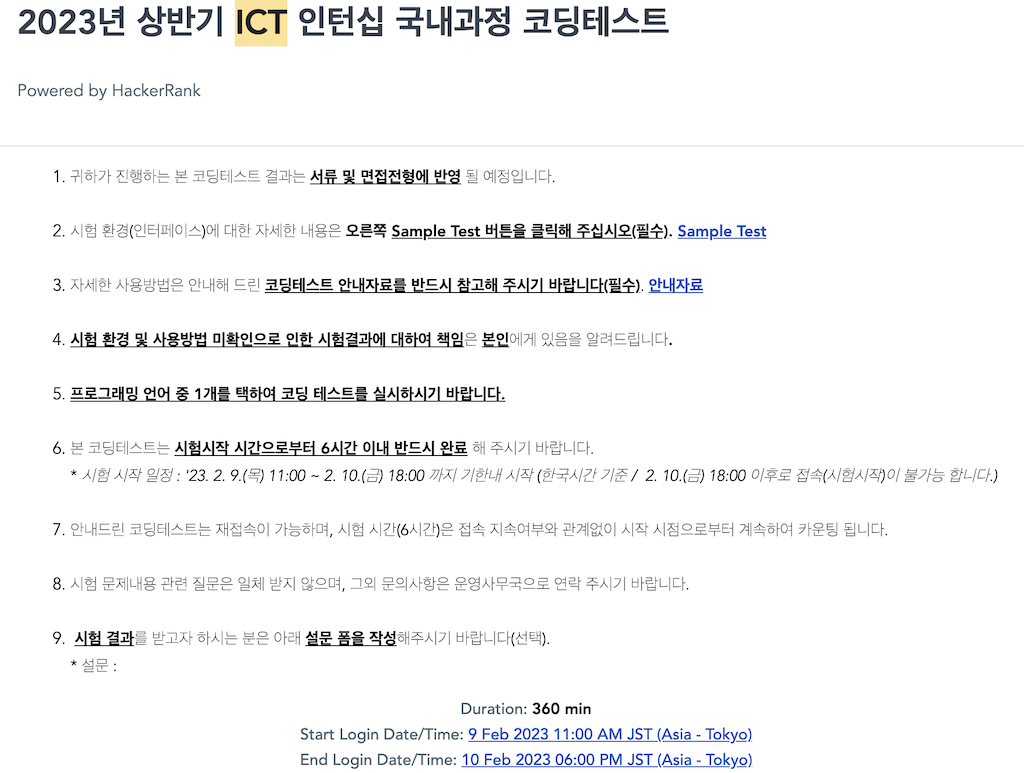 2023년 상반기 ICT 인턴십 국내과정 코딩테스트
Powered by HackerRank
1. 귀하가 진행하는 본 코딩테스트 결과는 서류 및 면접전형에 반영 될 예정입니다.
2. 시험 환경(인터페이스)에 대한 자세한 내용은 오른쪽 Sample Test 버튼을 클릭해 주십시오(필수). Sample Test
3. 자세한 사용방법은 안내해 드린 코딩테스트 안내자료를 반드시 참고해 주시기 바랍니다(필수). 안내자료
4. 시험 환경 및 사용방법 미확인으로 인한 시험결과에 대하여 책임은 본인에게 있음을 알려드립니다.
5. 프로그래밍 언어 중 1개를 택하여 코딩 테스트를 실시하시기 바랍니다.
6. 본 코딩테스트는 시험시작 시간으로부터 6시간 이내 반드시 완료 해 주시기 바랍니다.
* 시험 시작 일정 : '23. 2. 9.(목) 11:00 ~ 2. 10.(금) 18:00 까지 기한내 시작 (한국시간 기준 / 2. 10.(금) 18:00 이후로 접속(시험시작)이 불가능 합니다.)
7. 안내드린 코딩테스트는 재접속이 가능하며, 시험 시간(6시간)은 접속 지속여부와 관계없이 시작 시점으로부터 계속하여 카운팅 됩니다.
8. 시험 문제내용 관련 질문은 일체 받지 않으며, 그외 문의사항은 운영사무국으로 연락 주시기 바랍니다.
9. 시험 결과를 받고자 하시는 분은 아래 설문 폼을 작성해주시기 바랍니다(선택).
* 설문 :
Duration: 360 min
Start Login Date/Time: 9 Feb 2023 11:00 AM JST (Asia - Tokyo)
End Login Date/Time: 10 Feb 2023 06:00 PM JST (Asia - Tokyo)